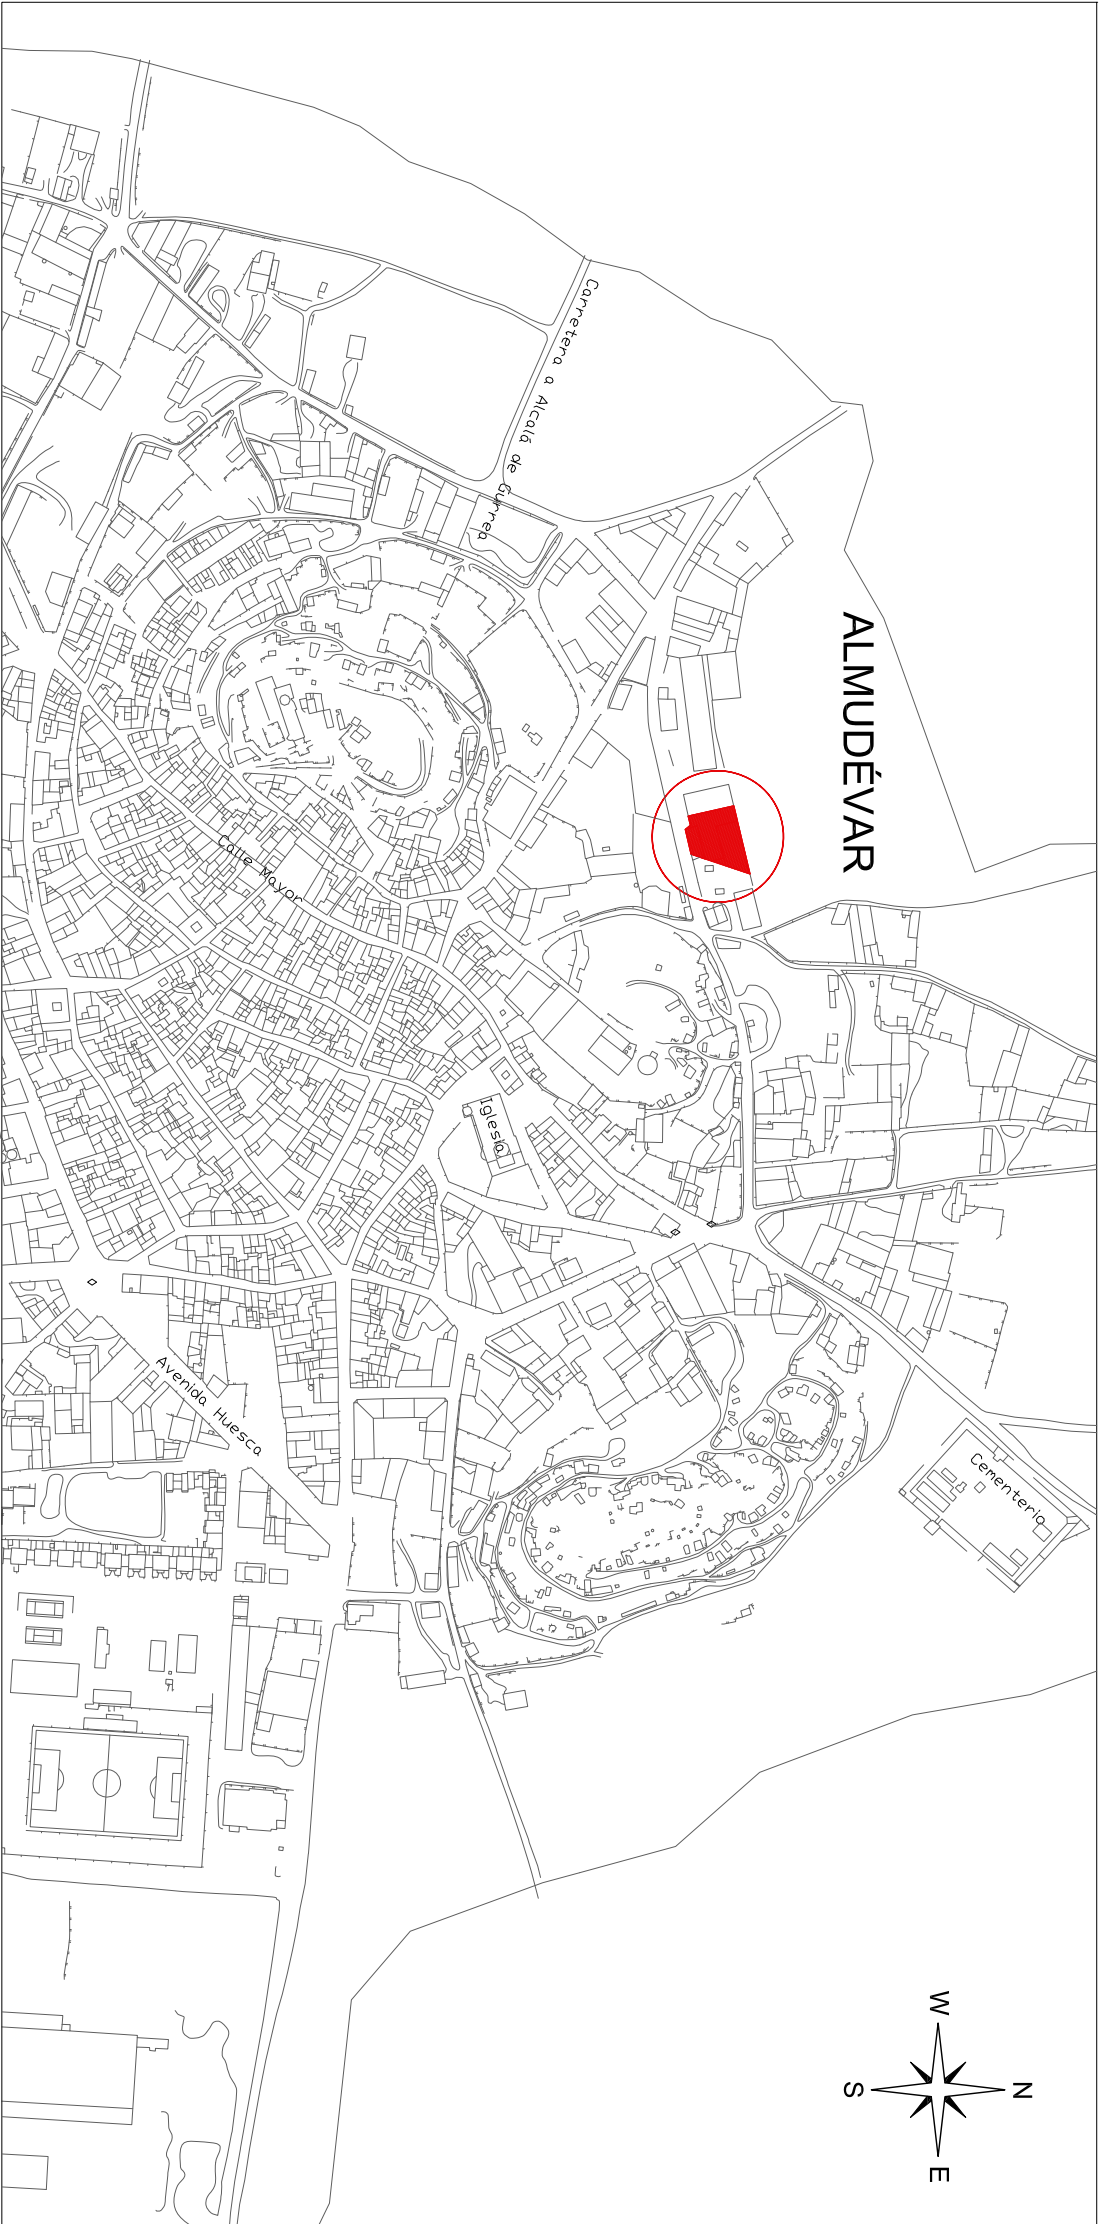 ALMUDÉVAR
Carretera a Alcalá de Gurrea
Calle Mayor
Iglesia
Avenida Huesca
Cementerio
N
W
E
S